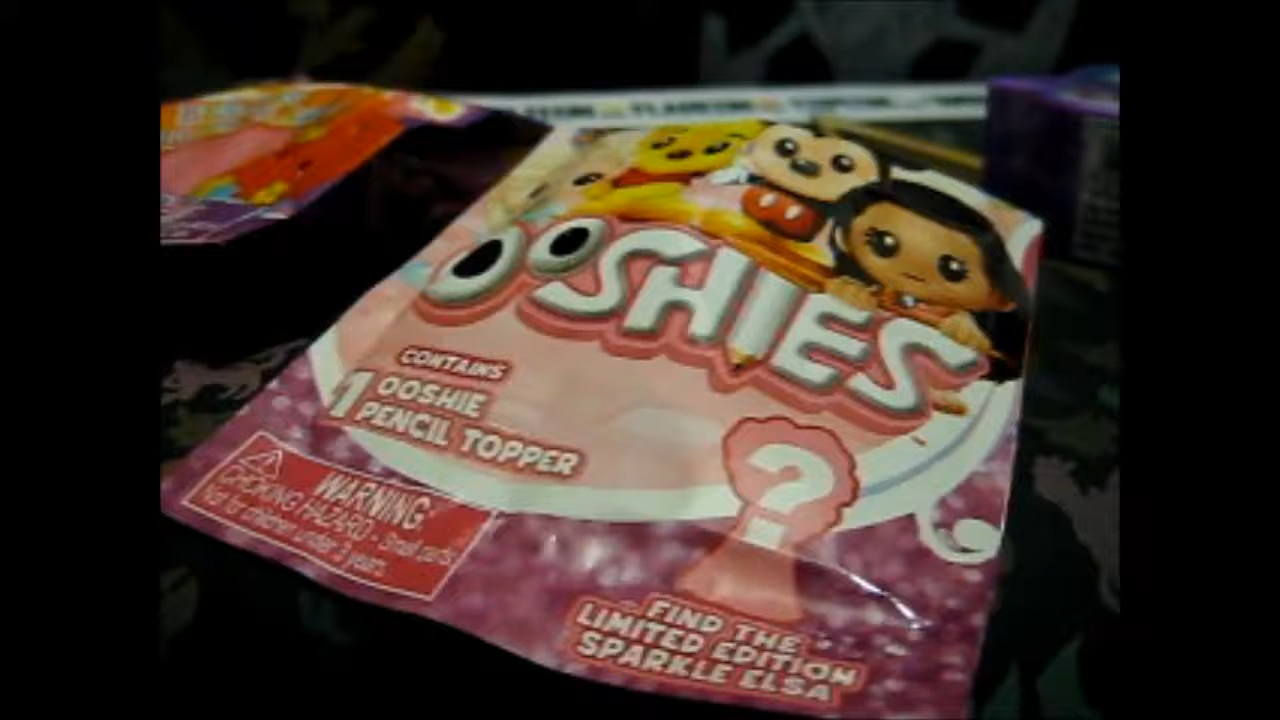 OOSHIES
CONTAINS
1 OOSHIE
PENCIL TOPPER
WARNING
CHOKING HAZARD - Small parts
Not for children under 3 years
?
FIND THE
LIMITED EDITION
SPARKLE ELSA